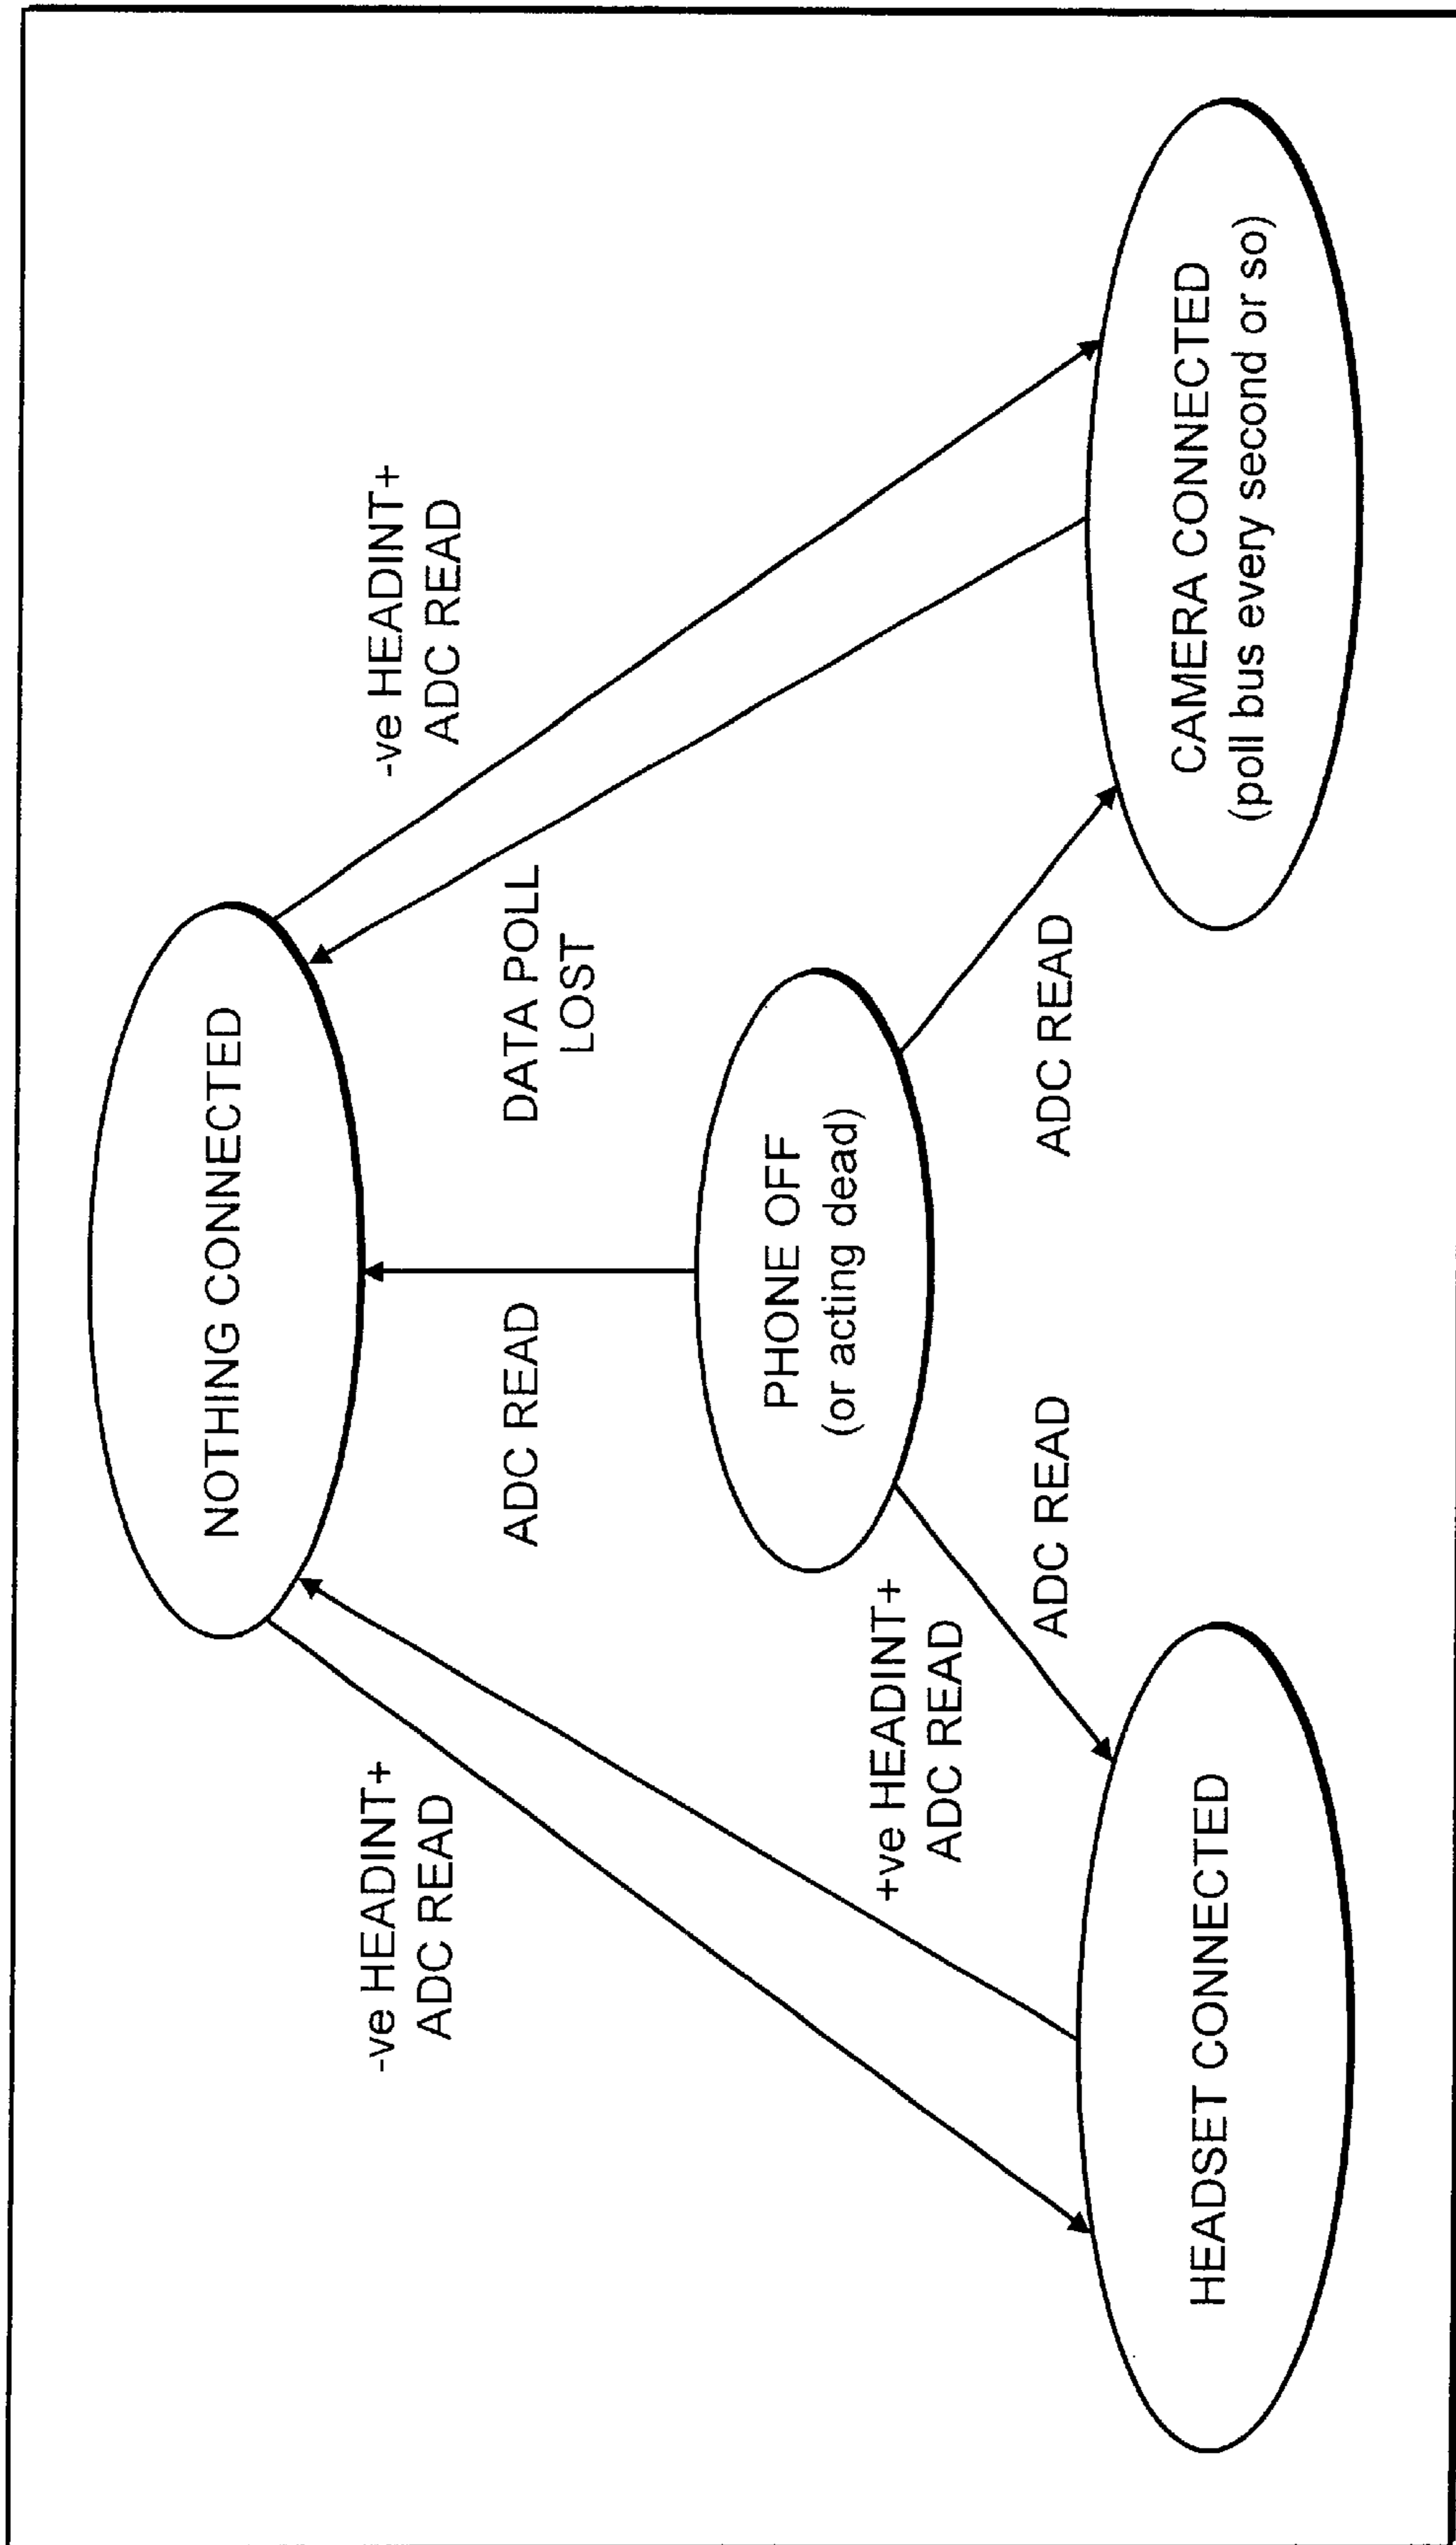 NOTHING CONNECTED
-ve HEADINT+
ADC READ
-ve HEADINT+
ADC READ
ADC READ
DATA POLL
LOST
PHONE OFF
(or acting dead)
+ve HEADINT+
ADC READ
ADC READ
ADC READ
HEADSET CONNECTED
CAMERA CONNECTED
(poll bus every second or so)